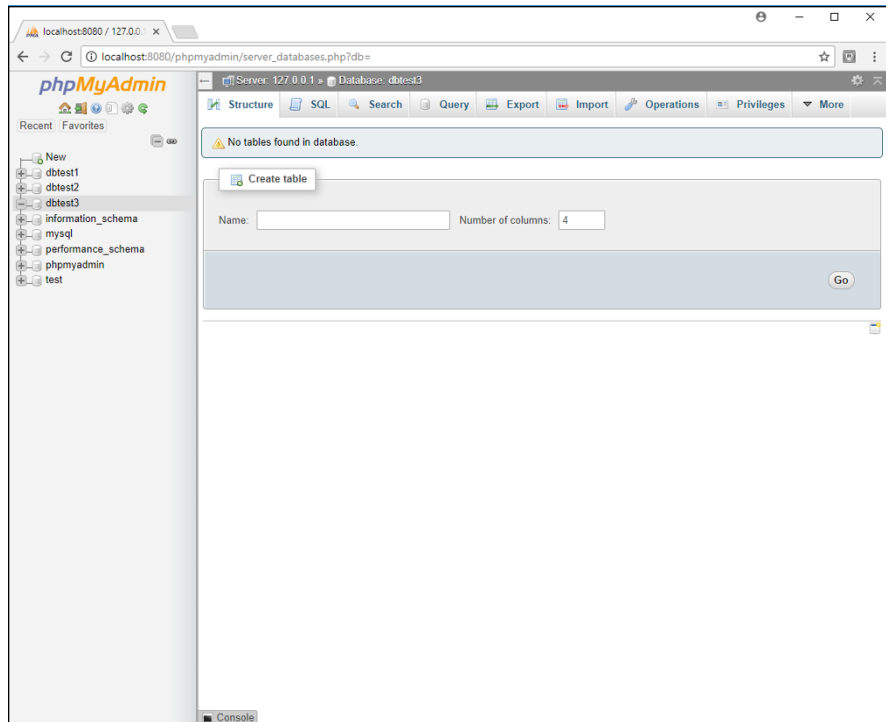 localhost:8080 / 127.0.0.1
localhost:8080/phpmyadmin/server_databases.php?db=
phpMyAdmin
Recent Favorites
New
dbtest1
dbtest2
dbtest3
information_schema
mysql
performance_schema
phpmyadmin
test
Server: 127.0.0.1 » Database: dbtest3
Structure SQL Search Query Export Import Operations Privileges More
No tables found in database.
Create table
Name: Number of columns: 4
Go
Console